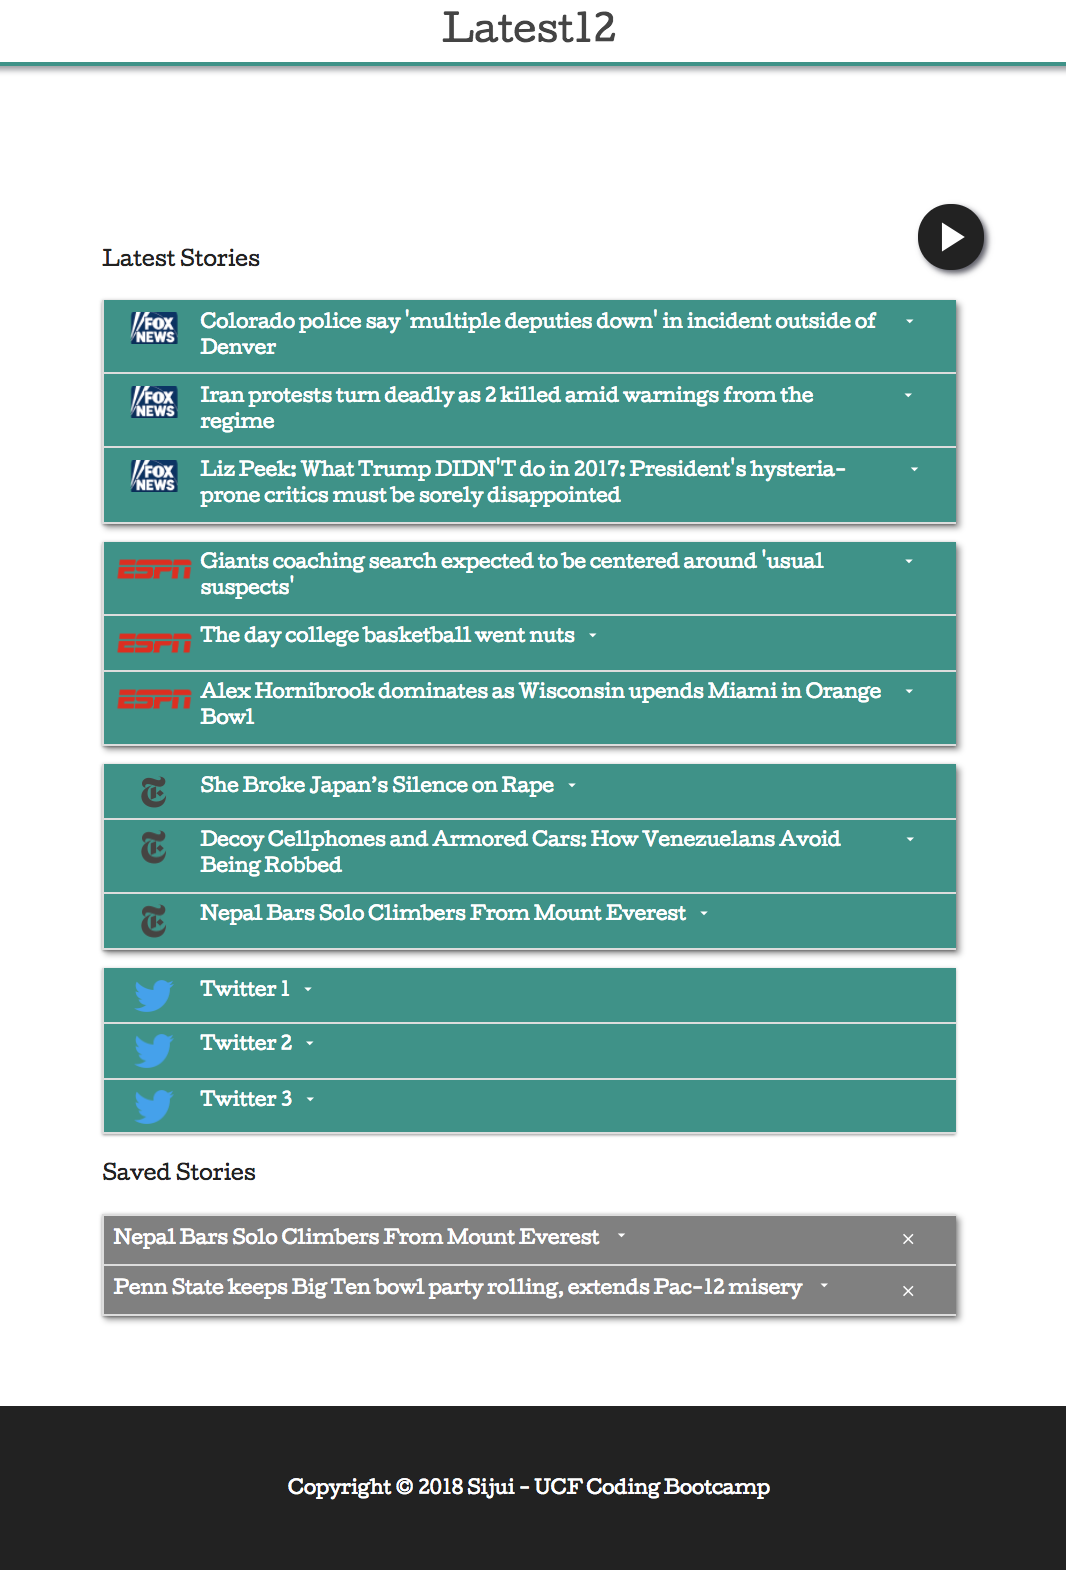 Latest12
Latest Stories
FOX
NEWS
Colorado police say 'multiple deputies down' in incident outside of
Denver
FOX
NEWS
Iran protests turn deadly as 2 killed amid warnings from the
regime
FOX
NEWS
Liz Peek: What Trump DIDN'T do in 2017: President's hysteria-
prone critics must be sorely disappointed
ESPN
Giants coaching search expected to be centered around 'usual
suspects'
ESPN
The day college basketball went nuts
ESPN
Alex Hornibrook dominates as Wisconsin upends Miami in Orange
Bowl
T
She Broke Japan’s Silence on Rape
T
Decoy Cellphones and Armored Cars: How Venezuelans Avoid
Being Robbed
T
Nepal Bars Solo Climbers From Mount Everest
Twitter 1
Twitter 2
Twitter 3
Saved Stories
Nepal Bars Solo Climbers From Mount Everest ×
Penn State keeps Big Ten bowl party rolling, extends Pac-12 misery ×
Copyright © 2018 Sijui - UCF Coding Bootcamp